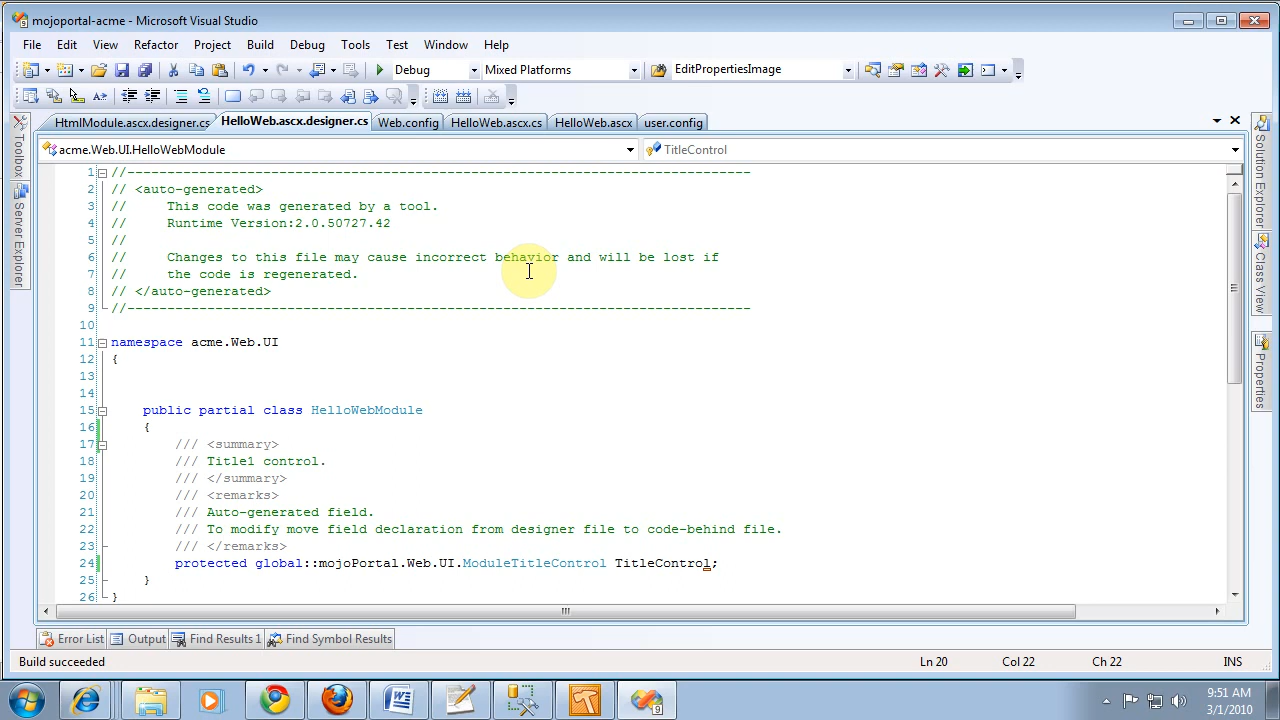 mojoportal-acme - Microsoft Visual Studio
File Edit View Refactor Project Build Debug Tools Test Window Help
Debug Mixed Platforms EditPropertiesImage
HtmlModule.ascx.designer.cs HelloWeb.ascx.designer.cs Web.config HelloWeb.ascx.cs HelloWeb.ascx user.config
acme.Web.UI.HelloWebModule TitleControl
Toolbox
Server Explorer
Solution Explorer
Class View
Properties
1 //------------------------------------------------------------------------------
2 // <auto-generated>
3 //     This code was generated by a tool.
4 //     Runtime Version:2.0.50727.42
5 //
6 //     Changes to this file may cause incorrect behavior and will be lost if
7 //     the code is regenerated.
8 // </auto-generated>
9 //------------------------------------------------------------------------------
10
11 namespace acme.Web.UI
12 {
13
14
15     public partial class HelloWebModule
16     {
17         /// <summary>
18         /// Title1 control.
19         /// </summary>
20         /// <remarks>
21         /// Auto-generated field.
22         /// To modify move field declaration from designer file to code-behind file.
23         /// </remarks>
24         protected global::mojoPortal.Web.UI.ModuleTitleControl TitleControl;
25     }
26 }
Error List Output Find Results 1 Find Symbol Results
Build succeeded Ln 20 Col 22 Ch 22 INS
9:51 AM
3/1/2010